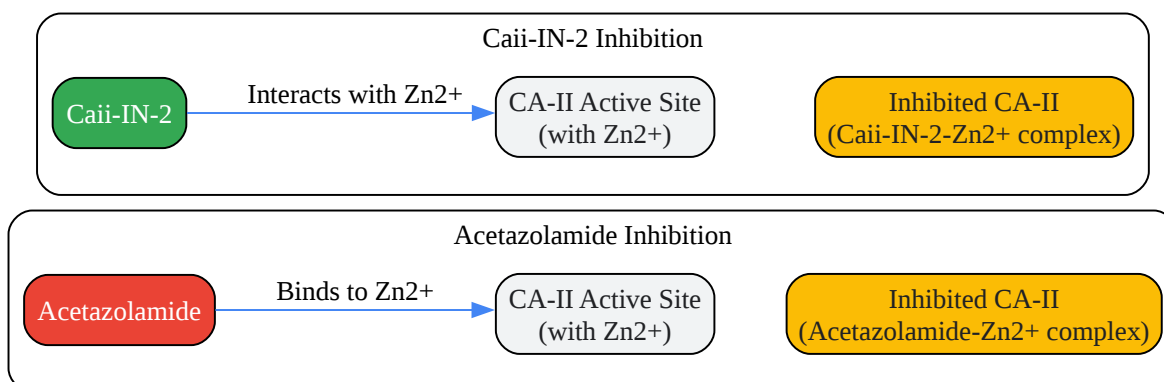 Caii-IN-2 Inhibition
Caii-IN-2
Interacts with Zn2+
CA-II Active Site
(with Zn2+)
Inhibited CA-II
(Caii-IN-2-Zn2+ complex)
Acetazolamide Inhibition
Acetazolamide
Binds to Zn2+
CA-II Active Site
(with Zn2+)
Inhibited CA-II
(Acetazolamide-Zn2+ complex)